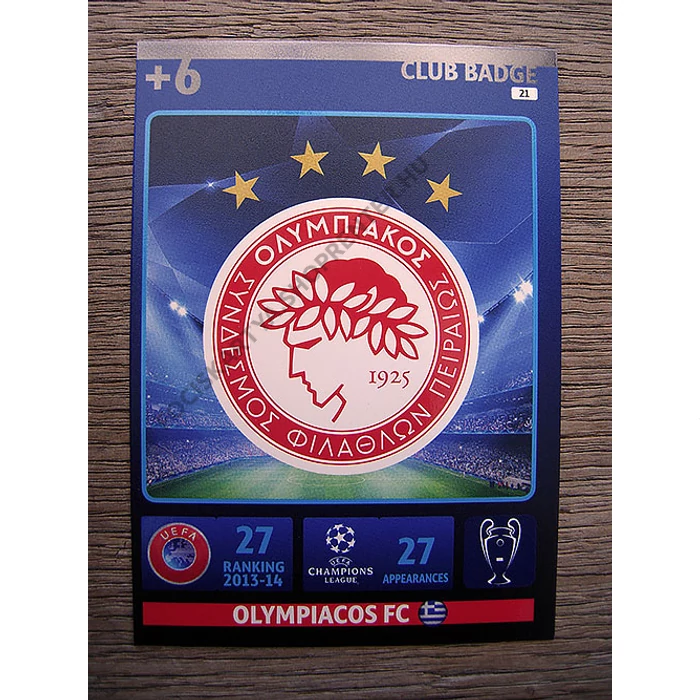 +6
CLUB BADGE
21
ΟΛΥΜΠΙΑΚΟΣ
ΣΥΝΔΕΣΜΟΣ ΦΙΛΑΘΛΩΝ ΠΕΙΡΑΙΩΣ
1925
UEFA
27
RANKING
2013-14
UEFA
CHAMPIONS
LEAGUE
27
APPEARANCES
OLYMPIACOS FC